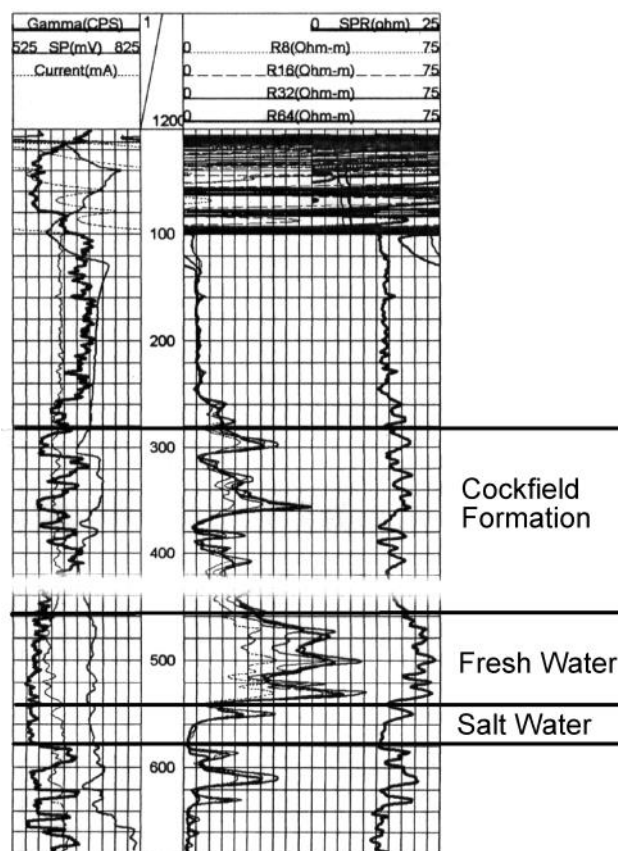 Gamma(CPS)
525 SP(mV) 825
Current(mA)
1
1200
0 SPR(ohm) 25
0 R8(Ohm-m) 75
0 R16(Ohm-m) 75
0 R32(Ohm-m) 75
0 R64(Ohm-m) 75
100
200
300
Cockfield
Formation
400
500
Fresh Water
Salt Water
600